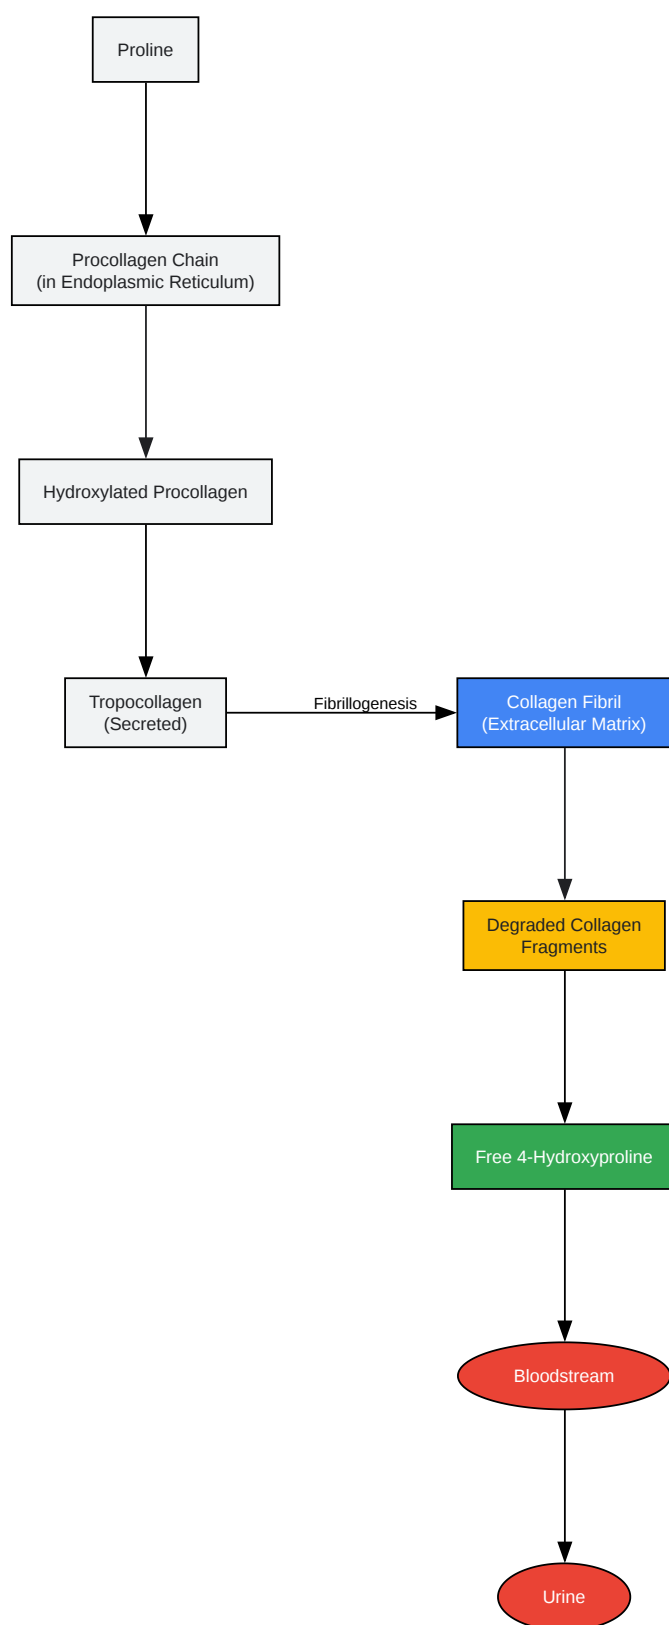 Proline
Procollagen Chain
(in Endoplasmic Reticulum)
Hydroxylated Procollagen
Tropocollagen
(Secreted)
Fibrillogenesis
Collagen Fibril
(Extracellular Matrix)
Degraded Collagen
Fragments
Free 4-Hydroxyproline
Bloodstream
Urine